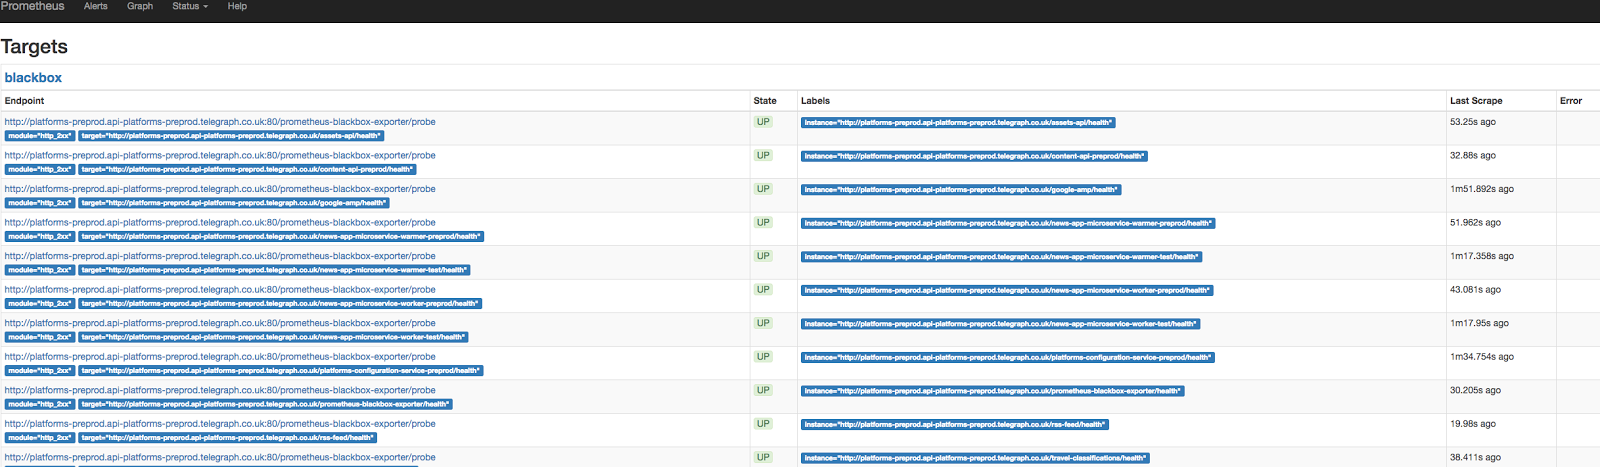 Prometheus Alerts Graph Status Help
Targets
blackbox
Endpoint State Labels Last Scrape Error
http://platforms-preprod.api-platforms-preprod.telegraph.co.uk:80/prometheus-blackbox-exporter/probe UP instance="http://platforms-preprod.api-platforms-preprod.telegraph.co.uk/assets-api/health" 53.25s ago
module="http_2xx" target="http://platforms-preprod.api-platforms-preprod.telegraph.co.uk/assets-api/health"
http://platforms-preprod.api-platforms-preprod.telegraph.co.uk:80/prometheus-blackbox-exporter/probe UP instance="http://platforms-preprod.api-platforms-preprod.telegraph.co.uk/content-api-preprod/health" 32.88s ago
module="http_2xx" target="http://platforms-preprod.api-platforms-preprod.telegraph.co.uk/content-api-preprod/health"
http://platforms-preprod.api-platforms-preprod.telegraph.co.uk:80/prometheus-blackbox-exporter/probe UP instance="http://platforms-preprod.api-platforms-preprod.telegraph.co.uk/google-amp/health" 1m51.892s ago
module="http_2xx" target="http://platforms-preprod.api-platforms-preprod.telegraph.co.uk/google-amp/health"
http://platforms-preprod.api-platforms-preprod.telegraph.co.uk:80/prometheus-blackbox-exporter/probe UP instance="http://platforms-preprod.api-platforms-preprod.telegraph.co.uk/news-app-microservice-warmer-preprod/health" 51.962s ago
module="http_2xx" target="http://platforms-preprod.api-platforms-preprod.telegraph.co.uk/news-app-microservice-warmer-preprod/health"
http://platforms-preprod.api-platforms-preprod.telegraph.co.uk:80/prometheus-blackbox-exporter/probe UP instance="http://platforms-preprod.api-platforms-preprod.telegraph.co.uk/news-app-microservice-warmer-test/health" 1m17.358s ago
module="http_2xx" target="http://platforms-preprod.api-platforms-preprod.telegraph.co.uk/news-app-microservice-warmer-test/health"
http://platforms-preprod.api-platforms-preprod.telegraph.co.uk:80/prometheus-blackbox-exporter/probe UP instance="http://platforms-preprod.api-platforms-preprod.telegraph.co.uk/news-app-microservice-worker-preprod/health" 43.081s ago
module="http_2xx" target="http://platforms-preprod.api-platforms-preprod.telegraph.co.uk/news-app-microservice-worker-preprod/health"
http://platforms-preprod.api-platforms-preprod.telegraph.co.uk:80/prometheus-blackbox-exporter/probe UP instance="http://platforms-preprod.api-platforms-preprod.telegraph.co.uk/news-app-microservice-worker-test/health" 1m17.95s ago
module="http_2xx" target="http://platforms-preprod.api-platforms-preprod.telegraph.co.uk/news-app-microservice-worker-test/health"
http://platforms-preprod.api-platforms-preprod.telegraph.co.uk:80/prometheus-blackbox-exporter/probe UP instance="http://platforms-preprod.api-platforms-preprod.telegraph.co.uk/platforms-configuration-service-preprod/health" 1m34.754s ago
module="http_2xx" target="http://platforms-preprod.api-platforms-preprod.telegraph.co.uk/platforms-configuration-service-preprod/health"
http://platforms-preprod.api-platforms-preprod.telegraph.co.uk:80/prometheus-blackbox-exporter/probe UP instance="http://platforms-preprod.api-platforms-preprod.telegraph.co.uk/prometheus-blackbox-exporter/health" 30.205s ago
module="http_2xx" target="http://platforms-preprod.api-platforms-preprod.telegraph.co.uk/prometheus-blackbox-exporter/health"
http://platforms-preprod.api-platforms-preprod.telegraph.co.uk:80/prometheus-blackbox-exporter/probe UP instance="http://platforms-preprod.api-platforms-preprod.telegraph.co.uk/rss-feed/health" 19.98s ago
module="http_2xx" target="http://platforms-preprod.api-platforms-preprod.telegraph.co.uk/rss-feed/health"
http://platforms-preprod.api-platforms-preprod.telegraph.co.uk:80/prometheus-blackbox-exporter/probe UP instance="http://platforms-preprod.api-platforms-preprod.telegraph.co.uk/travel-classifications/health" 38.411s ago